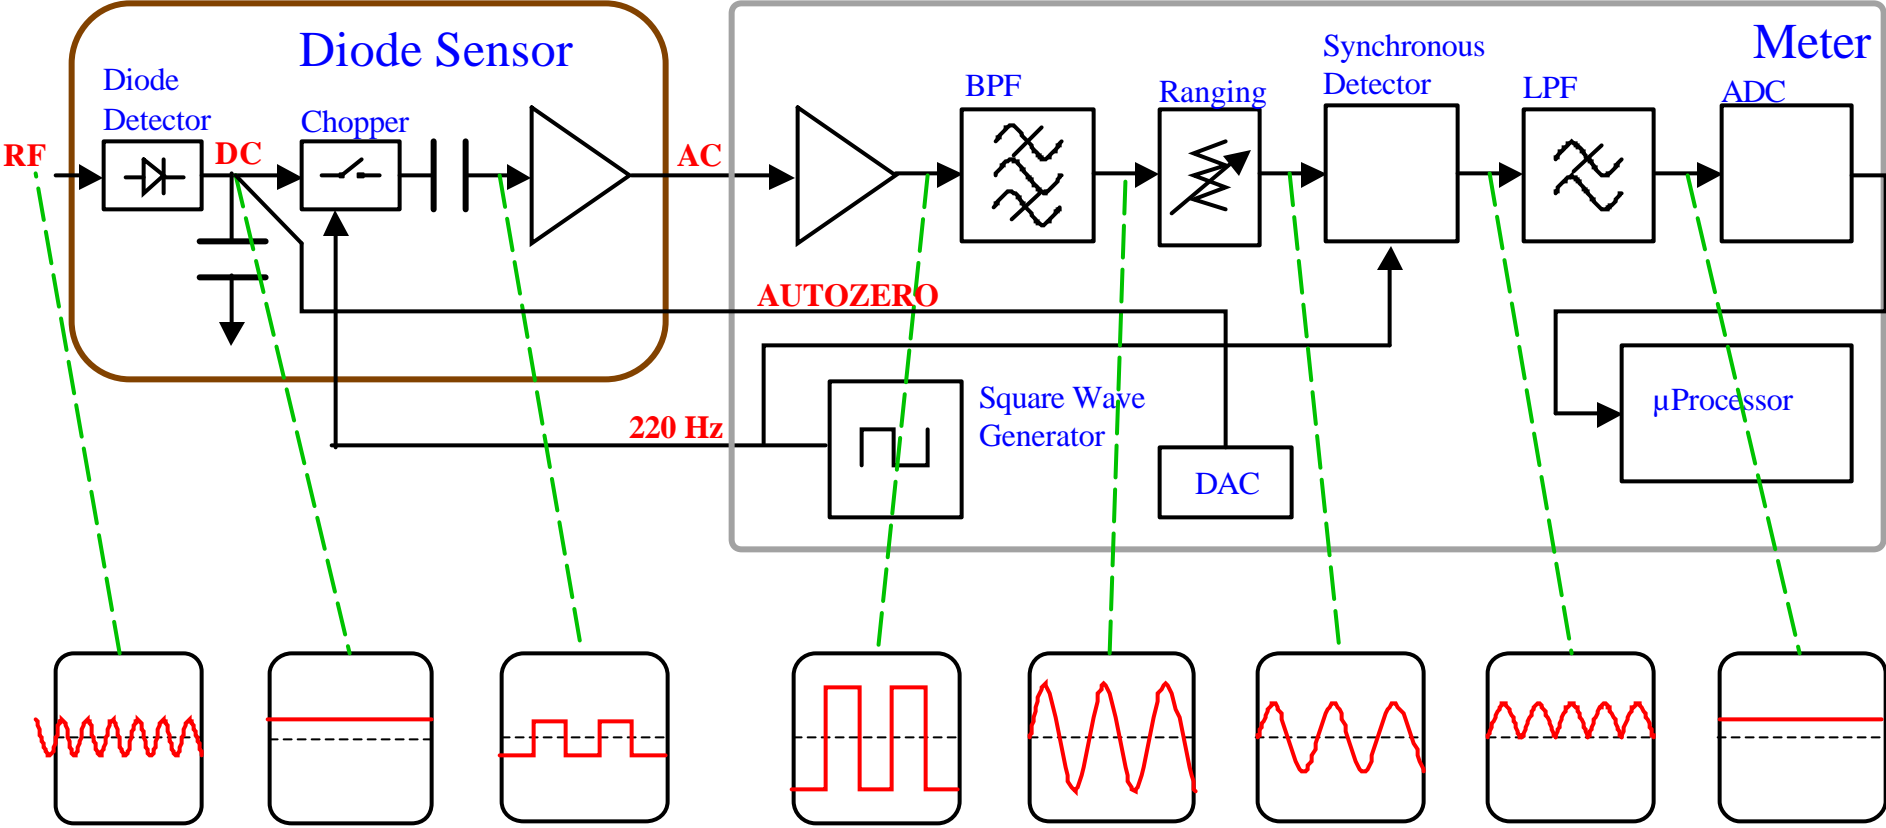 Diode Sensor
Meter
Diode
Detector
Chopper
RF
DC
AC
BPF
Ranging
Synchronous
Detector
LPF
ADC
AUTOZERO
220 Hz
Square Wave
Generator
DAC
µProcessor